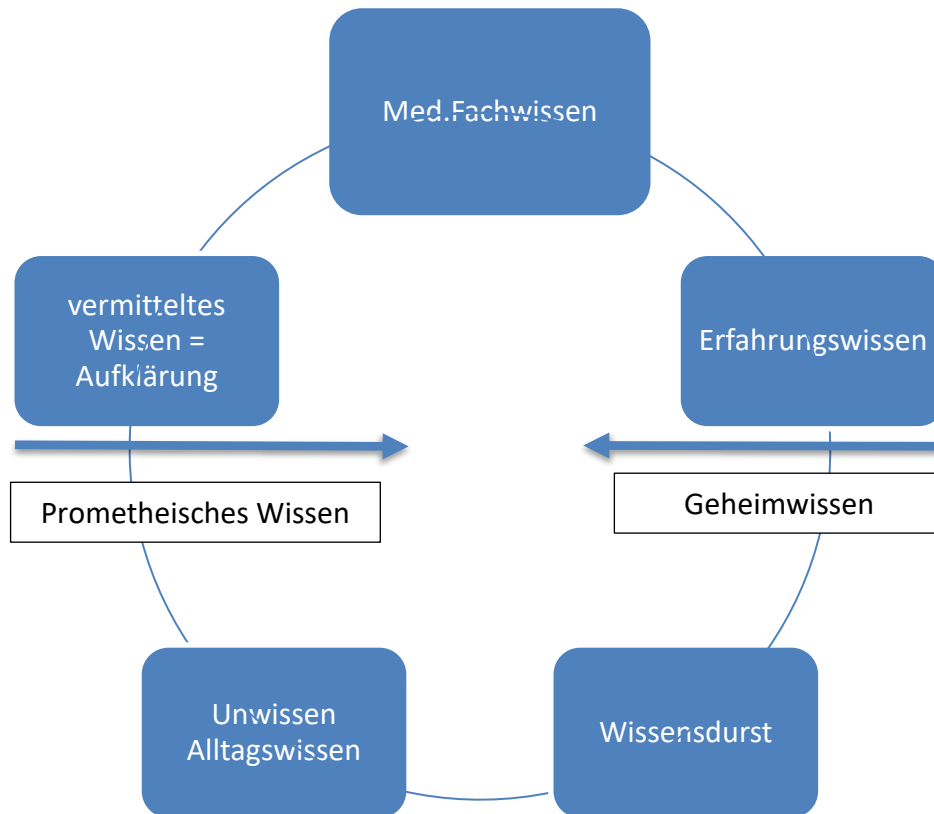 Med.Fachwissen
vermitteltes
Wissen =
Aufklärung
Erfahrungswissen
Prometheisches Wissen
Geheimwissen
Unwissen
Alltagswissen
Wissensdurst